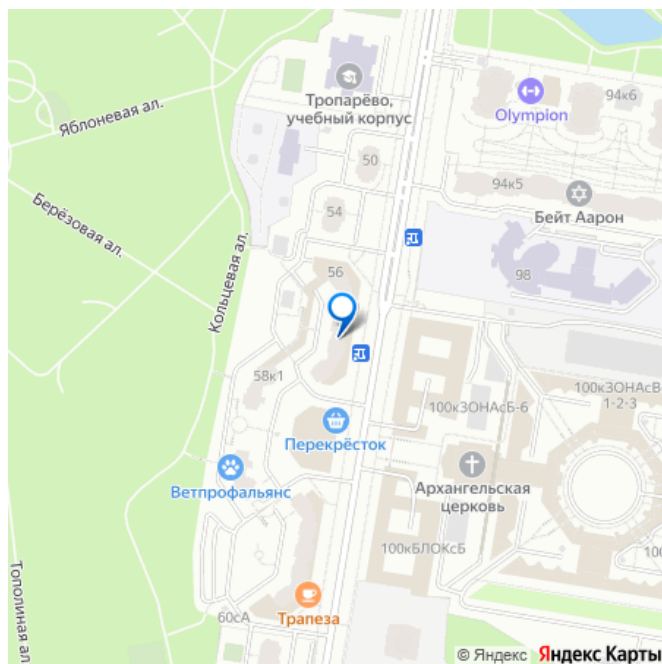 Яблоневая ал.
Тропарёво,
учебный корпус
Olympion
94к6
50
94к5
Берёзовая ал.
54
Бейт Аарон
Кольцевая ал.
56
98
58к1
100кЗОНАсБ-6
100кЗОНАсВ-
1-2-3
Перекрёсток
Ветпрофальянс
Архангельская
церковь
100кБЛОКсБ
100к
Тополиная ал
60сА
Трапеза
© Яндекс Яндекс Карты